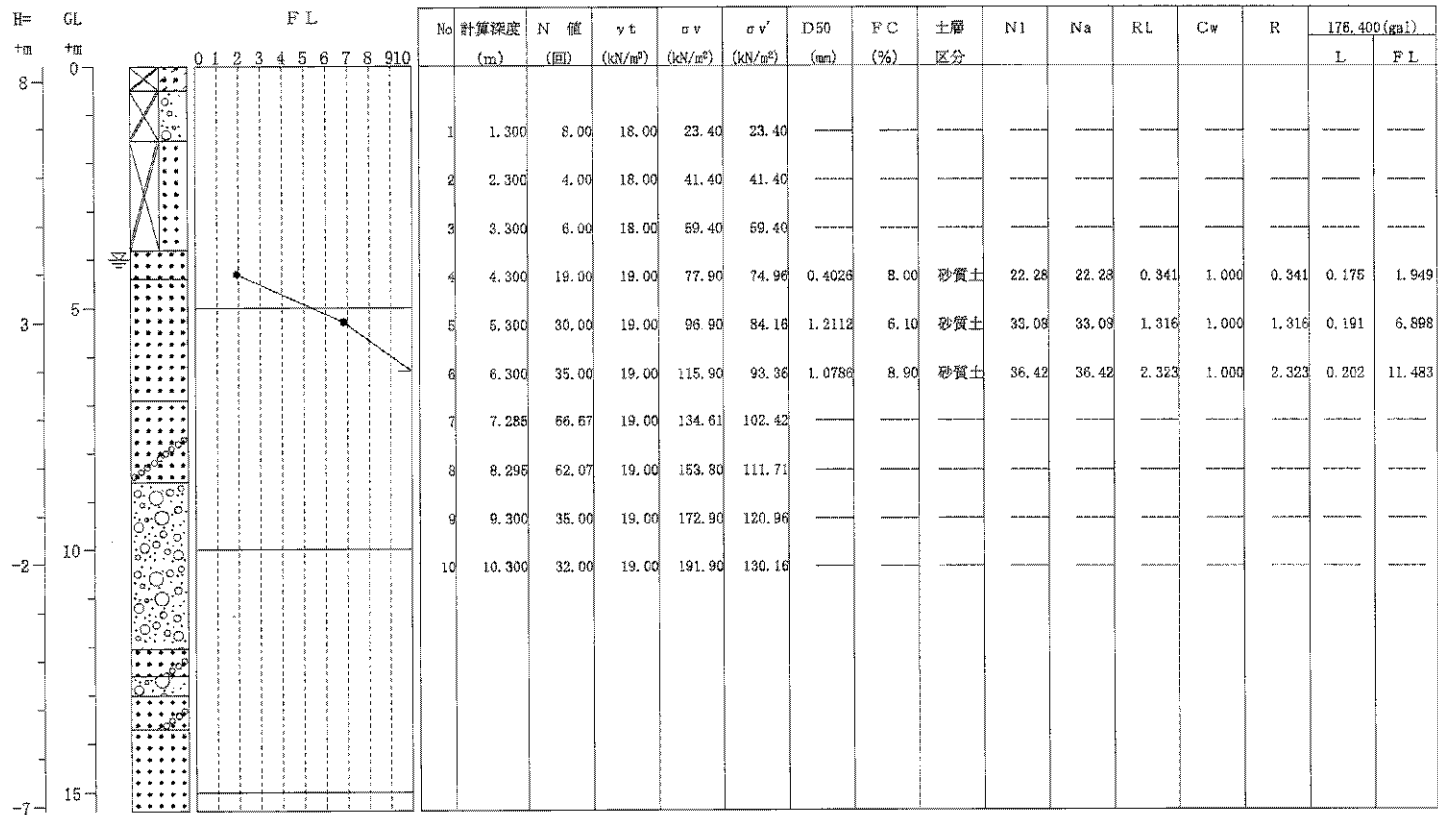 H= GL F L
+m +m
0 1 2 3 4 5 6 7 8 9 10
No 計算深度 N 値 γt σv σv' D50 FC 土層 N1 Na RL Cw R 176.400(gal)
(m) (回) (kN/m³) (kN/m²) (kN/m²) (mm) (%) 区分 L FL
1 1.300 8.00 18.00 23.40 23.40 ── ── ── ── ── ── ── ── ── ──
2 2.300 4.00 18.00 41.40 41.40 ── ── ── ── ── ── ── ── ── ──
3 3.300 6.00 18.00 59.40 59.40 ── ── ── ── ── ── ── ── ── ──
4 4.300 19.00 19.00 77.90 74.96 0.4026 8.00 砂質土 22.28 22.28 0.341 1.000 0.341 0.175 1.949
5 5.300 30.00 19.00 96.90 84.16 1.2112 6.10 砂質土 33.09 33.09 1.316 1.000 1.316 0.191 6.898
6 6.300 35.00 19.00 115.90 93.36 1.0786 8.90 砂質土 36.42 36.42 2.323 1.000 2.323 0.202 11.483
7 7.285 66.67 19.00 134.61 102.42 ── ── ── ── ── ── ── ── ── ──
8 8.295 62.07 19.00 153.80 111.71 ── ── ── ── ── ── ── ── ── ──
9 9.300 35.00 19.00 172.90 120.96 ── ── ── ── ── ── ── ── ── ──
10 10.300 32.00 19.00 191.90 130.16 ── ── ── ── ── ── ── ── ── ──
0
8
5
3
10
-2
15
-7